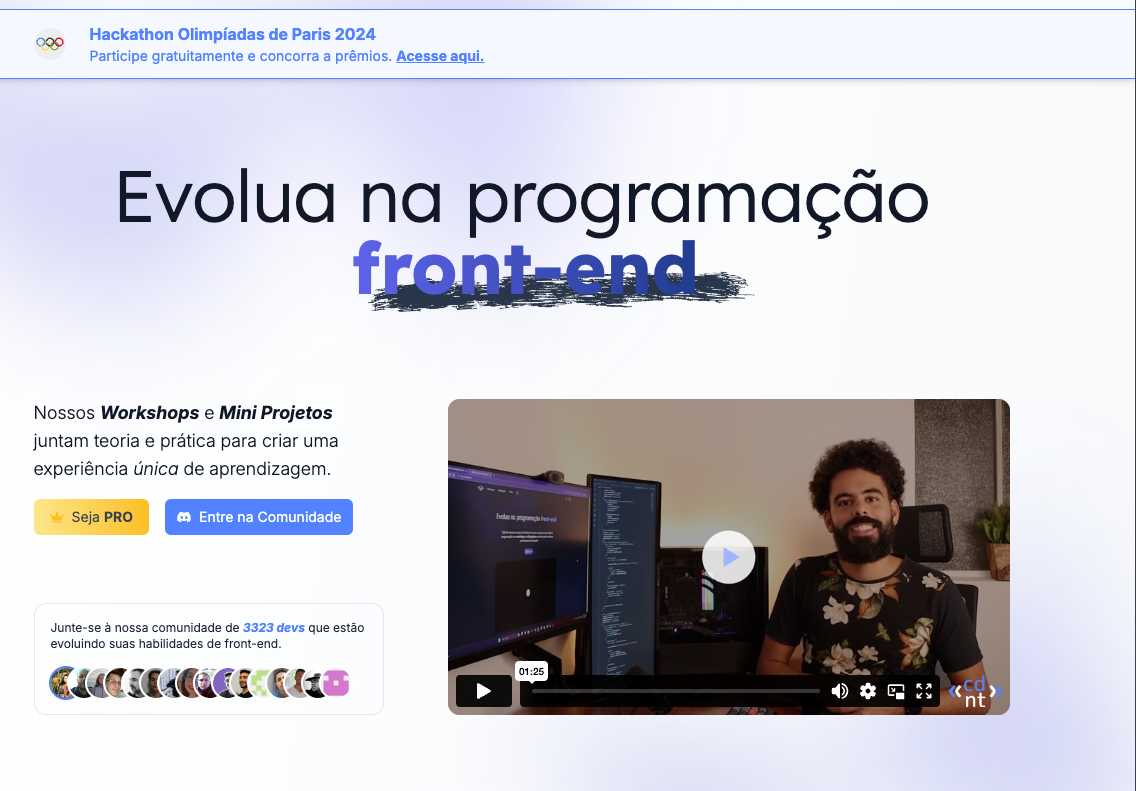 Hackathon Olimpíadas de Paris 2024
Participe gratuitamente e concorra a prêmios. Acesse aqui.
Evolua na programação
front-end
Nossos Workshops e Mini Projetos
juntam teoria e prática para criar uma
experiência única de aprendizagem.
Seja PRO
Entre na Comunidade
Junte-se à nossa comunidade de 3323 devs que estão
evoluindo suas habilidades de front-end.
Evolua na programação front-end
01:25
cd
nt